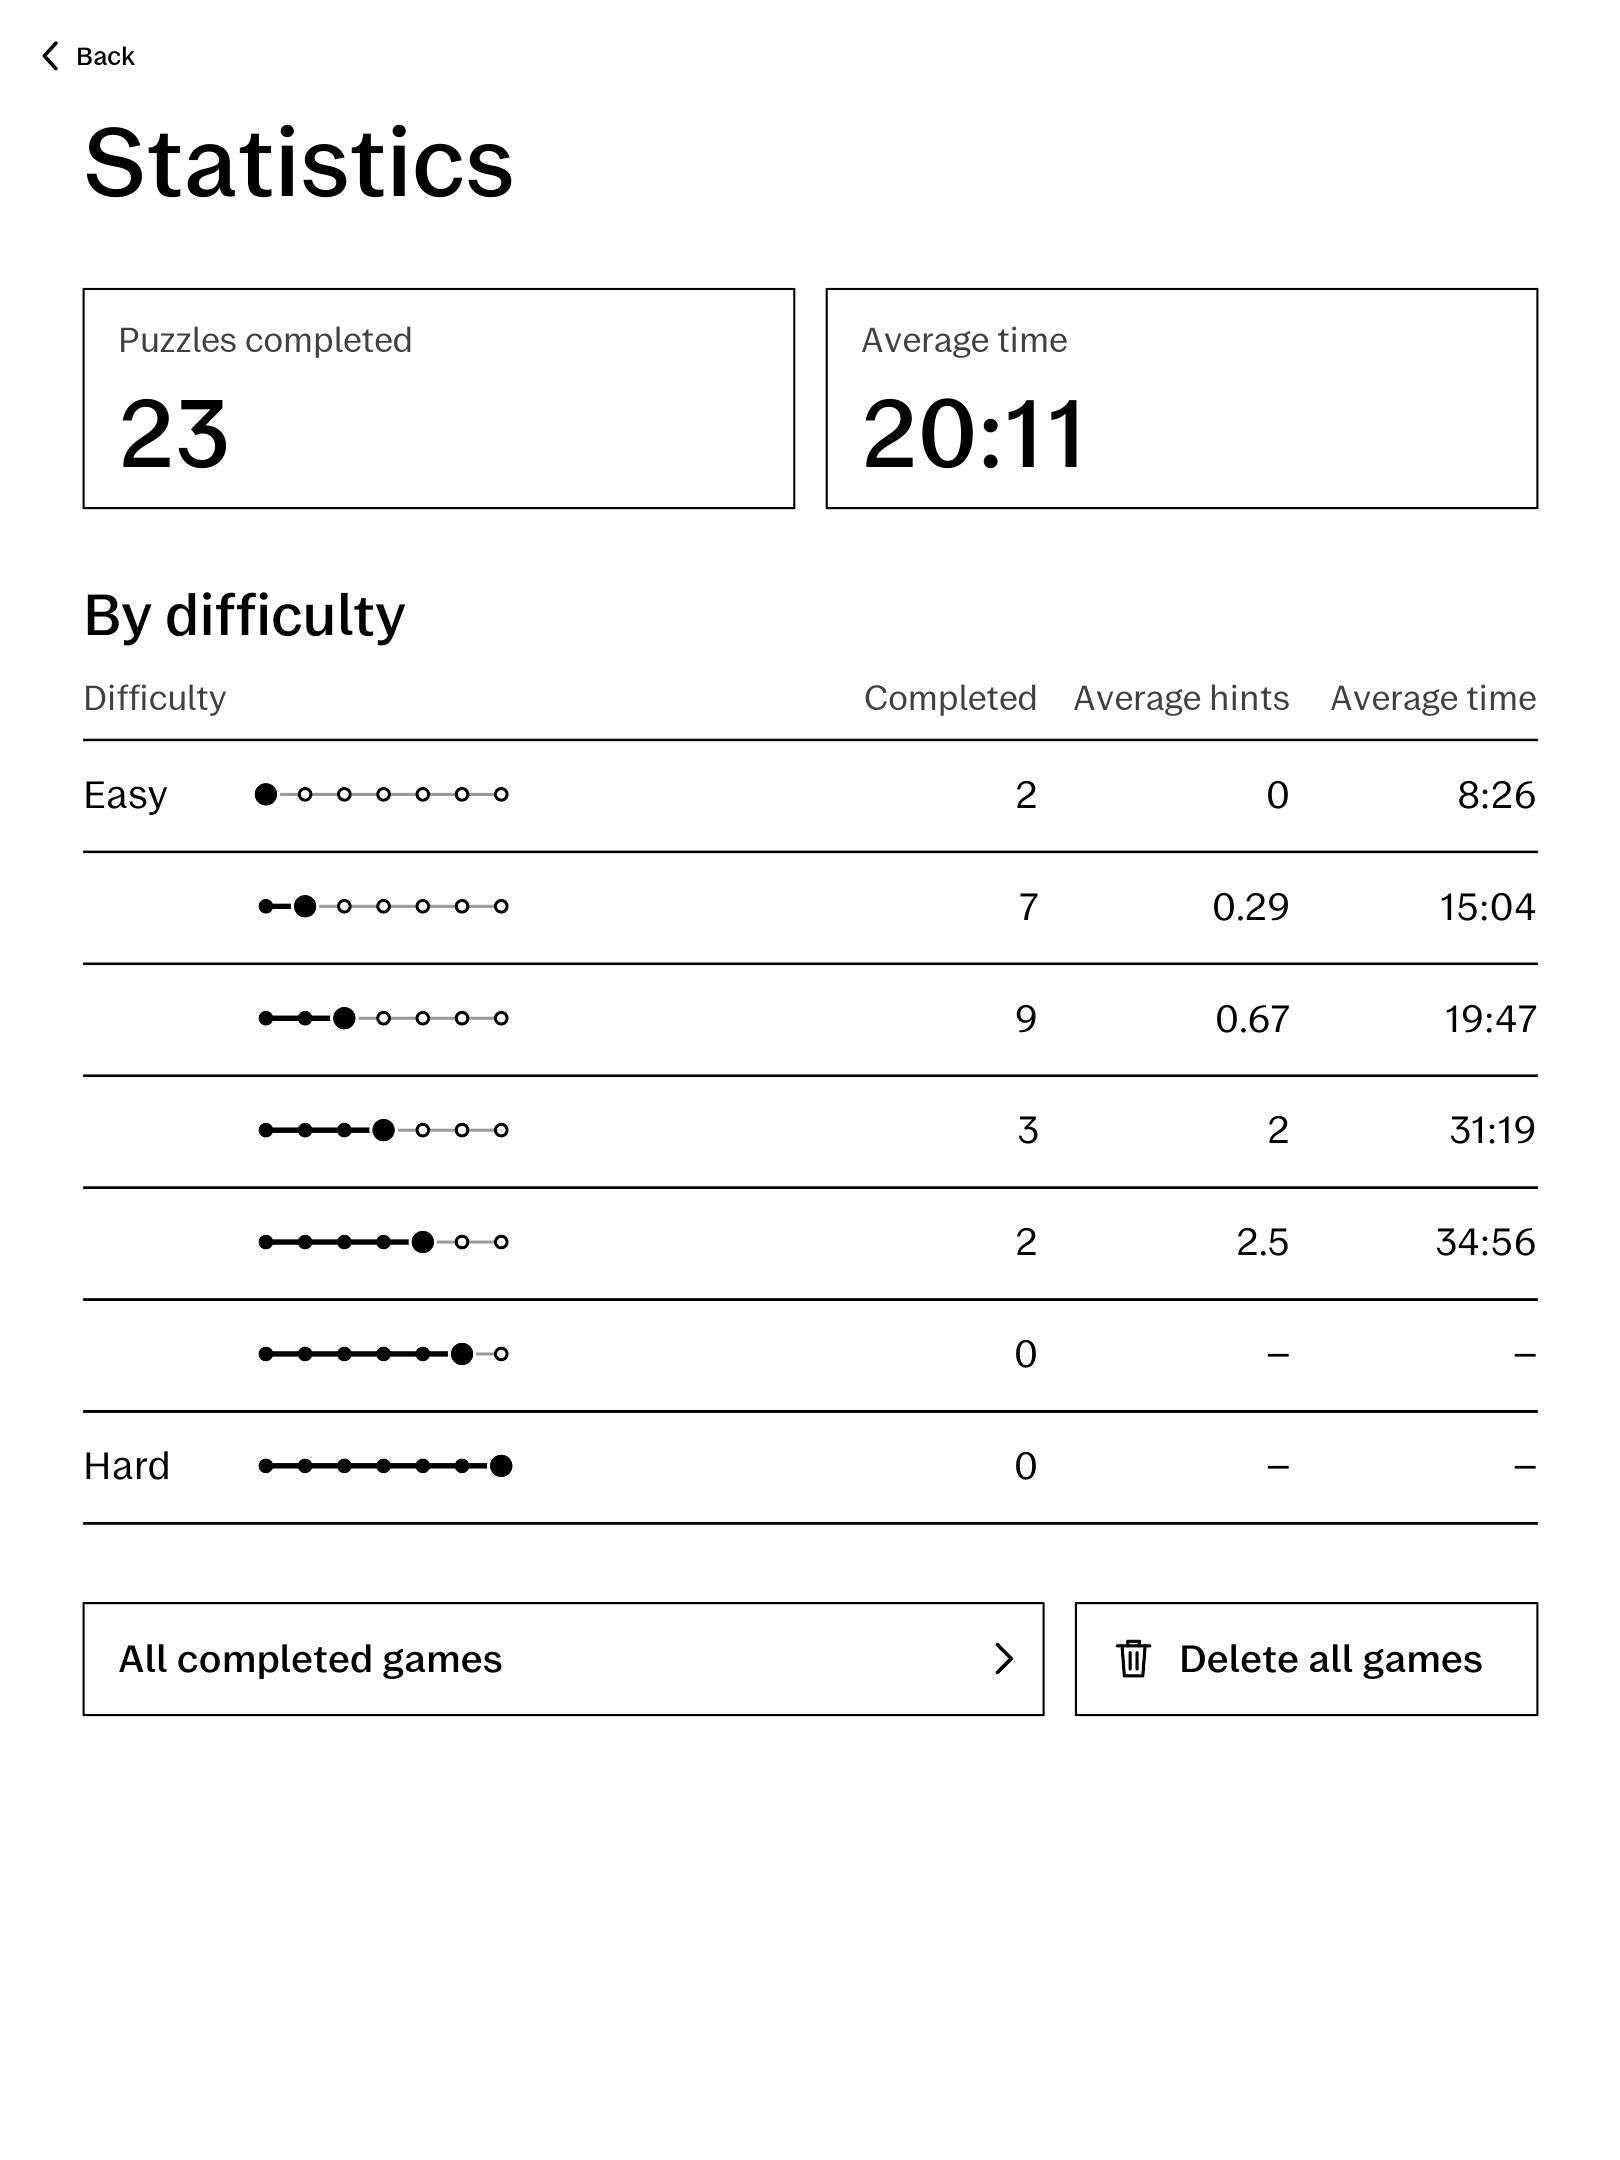 Back
Statistics
Puzzles completed
23
Average time
20:11
By difficulty
Difficulty Completed Average hints Average time
Easy 2 0 8:26
7 0.29 15:04
9 0.67 19:47
3 2 31:19
2 2.5 34:56
0 – –
Hard 0 – –
All completed games
Delete all games